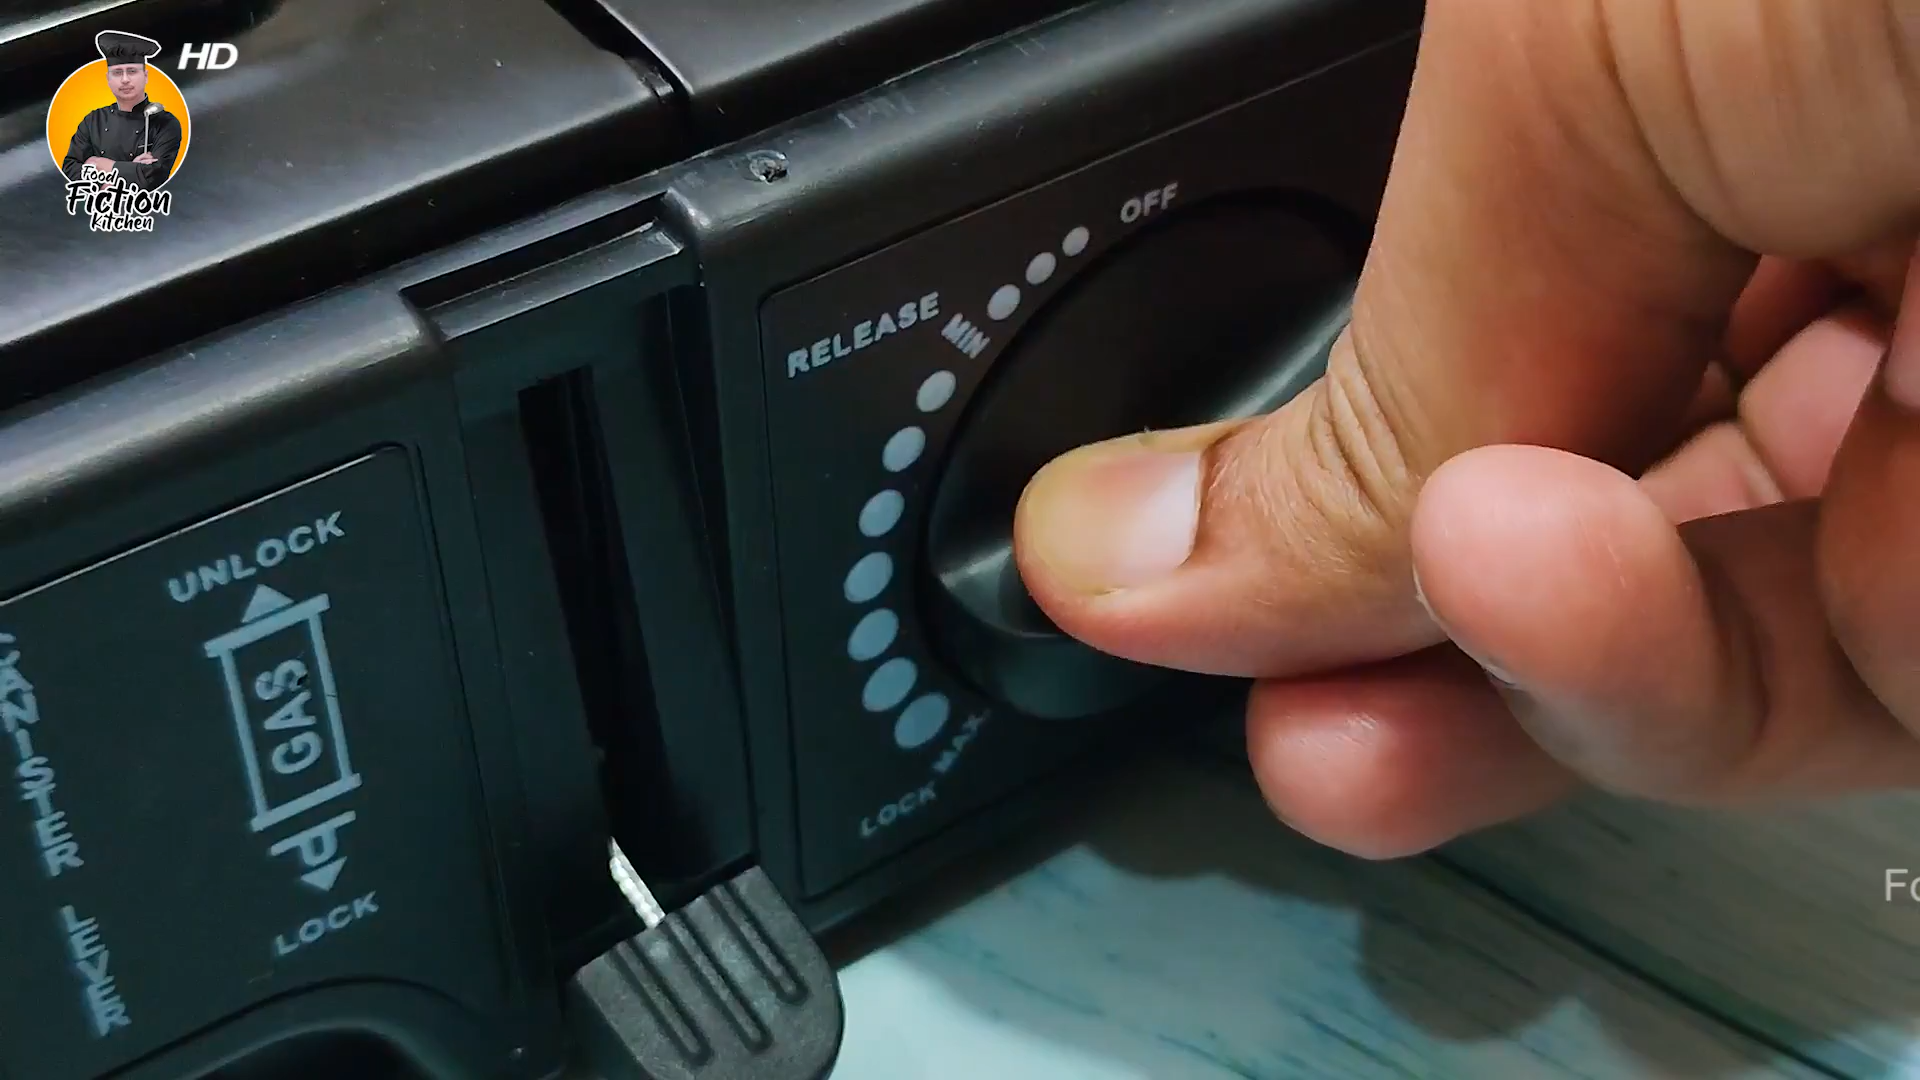 HD
Food
Fiction
Kitchen
OFF
RELEASE
MIN
UNLOCK
GAS
LOCK
CANISTER LEVER
LOCK
MAX.